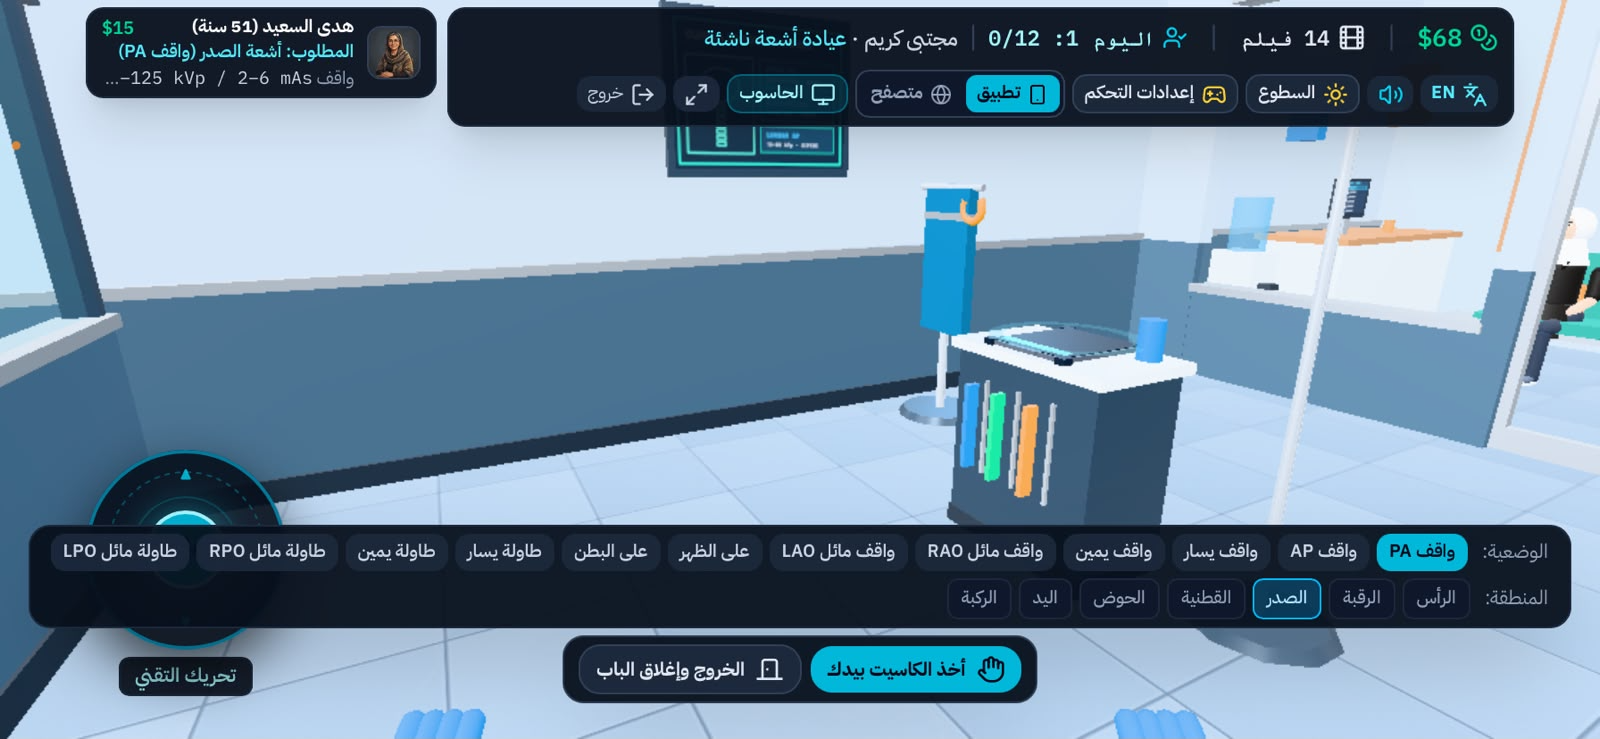 $68
14 فيلم
اليوم 1: 0/12
مجتبى كريم · عيادة أشعة ناشئة
EN
السطوع
إعدادات التحكم
تطبيق
متصفح
الحاسوب
خروج
هدى السعيد (51 سنة) $15
المطلوب: أشعة الصدر (واقف PA)
واقف 125– kVp / 2–6 mAs...
الوضعية: واقف PA واقف AP واقف يسار واقف يمين واقف مائل RAO واقف مائل LAO على الظهر على البطن طاولة يسار طاولة يمين طاولة مائل RPO طاولة مائل LPO
المنطقة: الرأس الرقبة الصدر القطنية الحوض اليد الركبة
أخذ الكاسيت بيدك
الخروج وإغلاق الباب
تحريك التقني